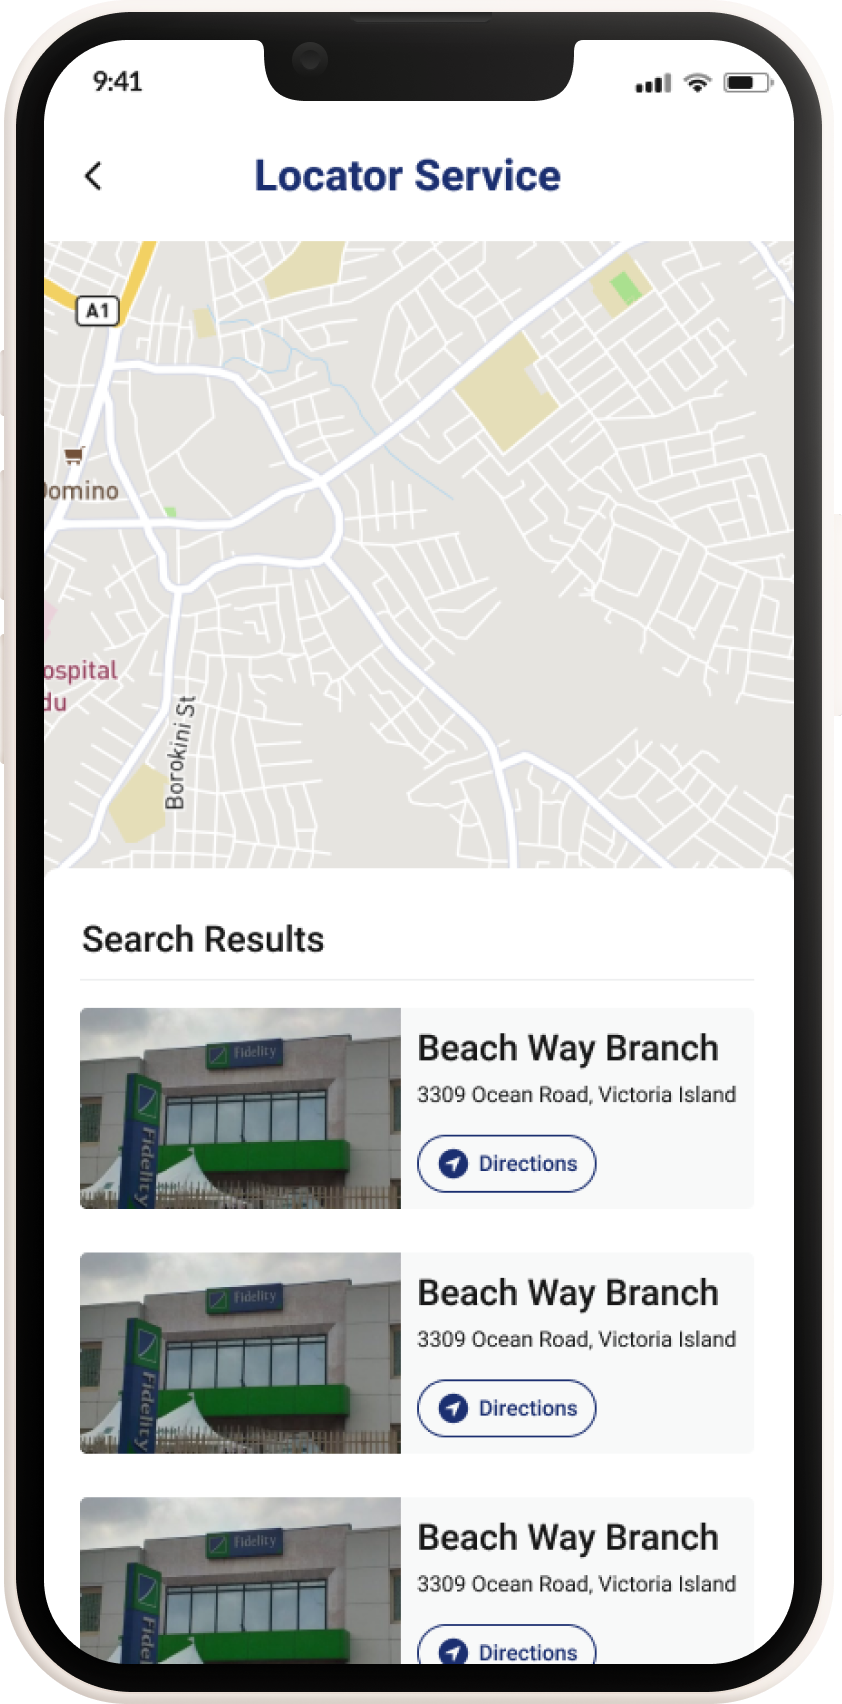 9:41
Locator Service
A1
Domino
ospital
du
Borokini St
Search Results
Fidelity
Fidelity
Beach Way Branch
3309 Ocean Road, Victoria Island
Directions
Fidelity
Fidelity
Beach Way Branch
3309 Ocean Road, Victoria Island
Directions
Fidelity
Fidel
Beach Way Branch
3309 Ocean Road, Victoria Island
Directions